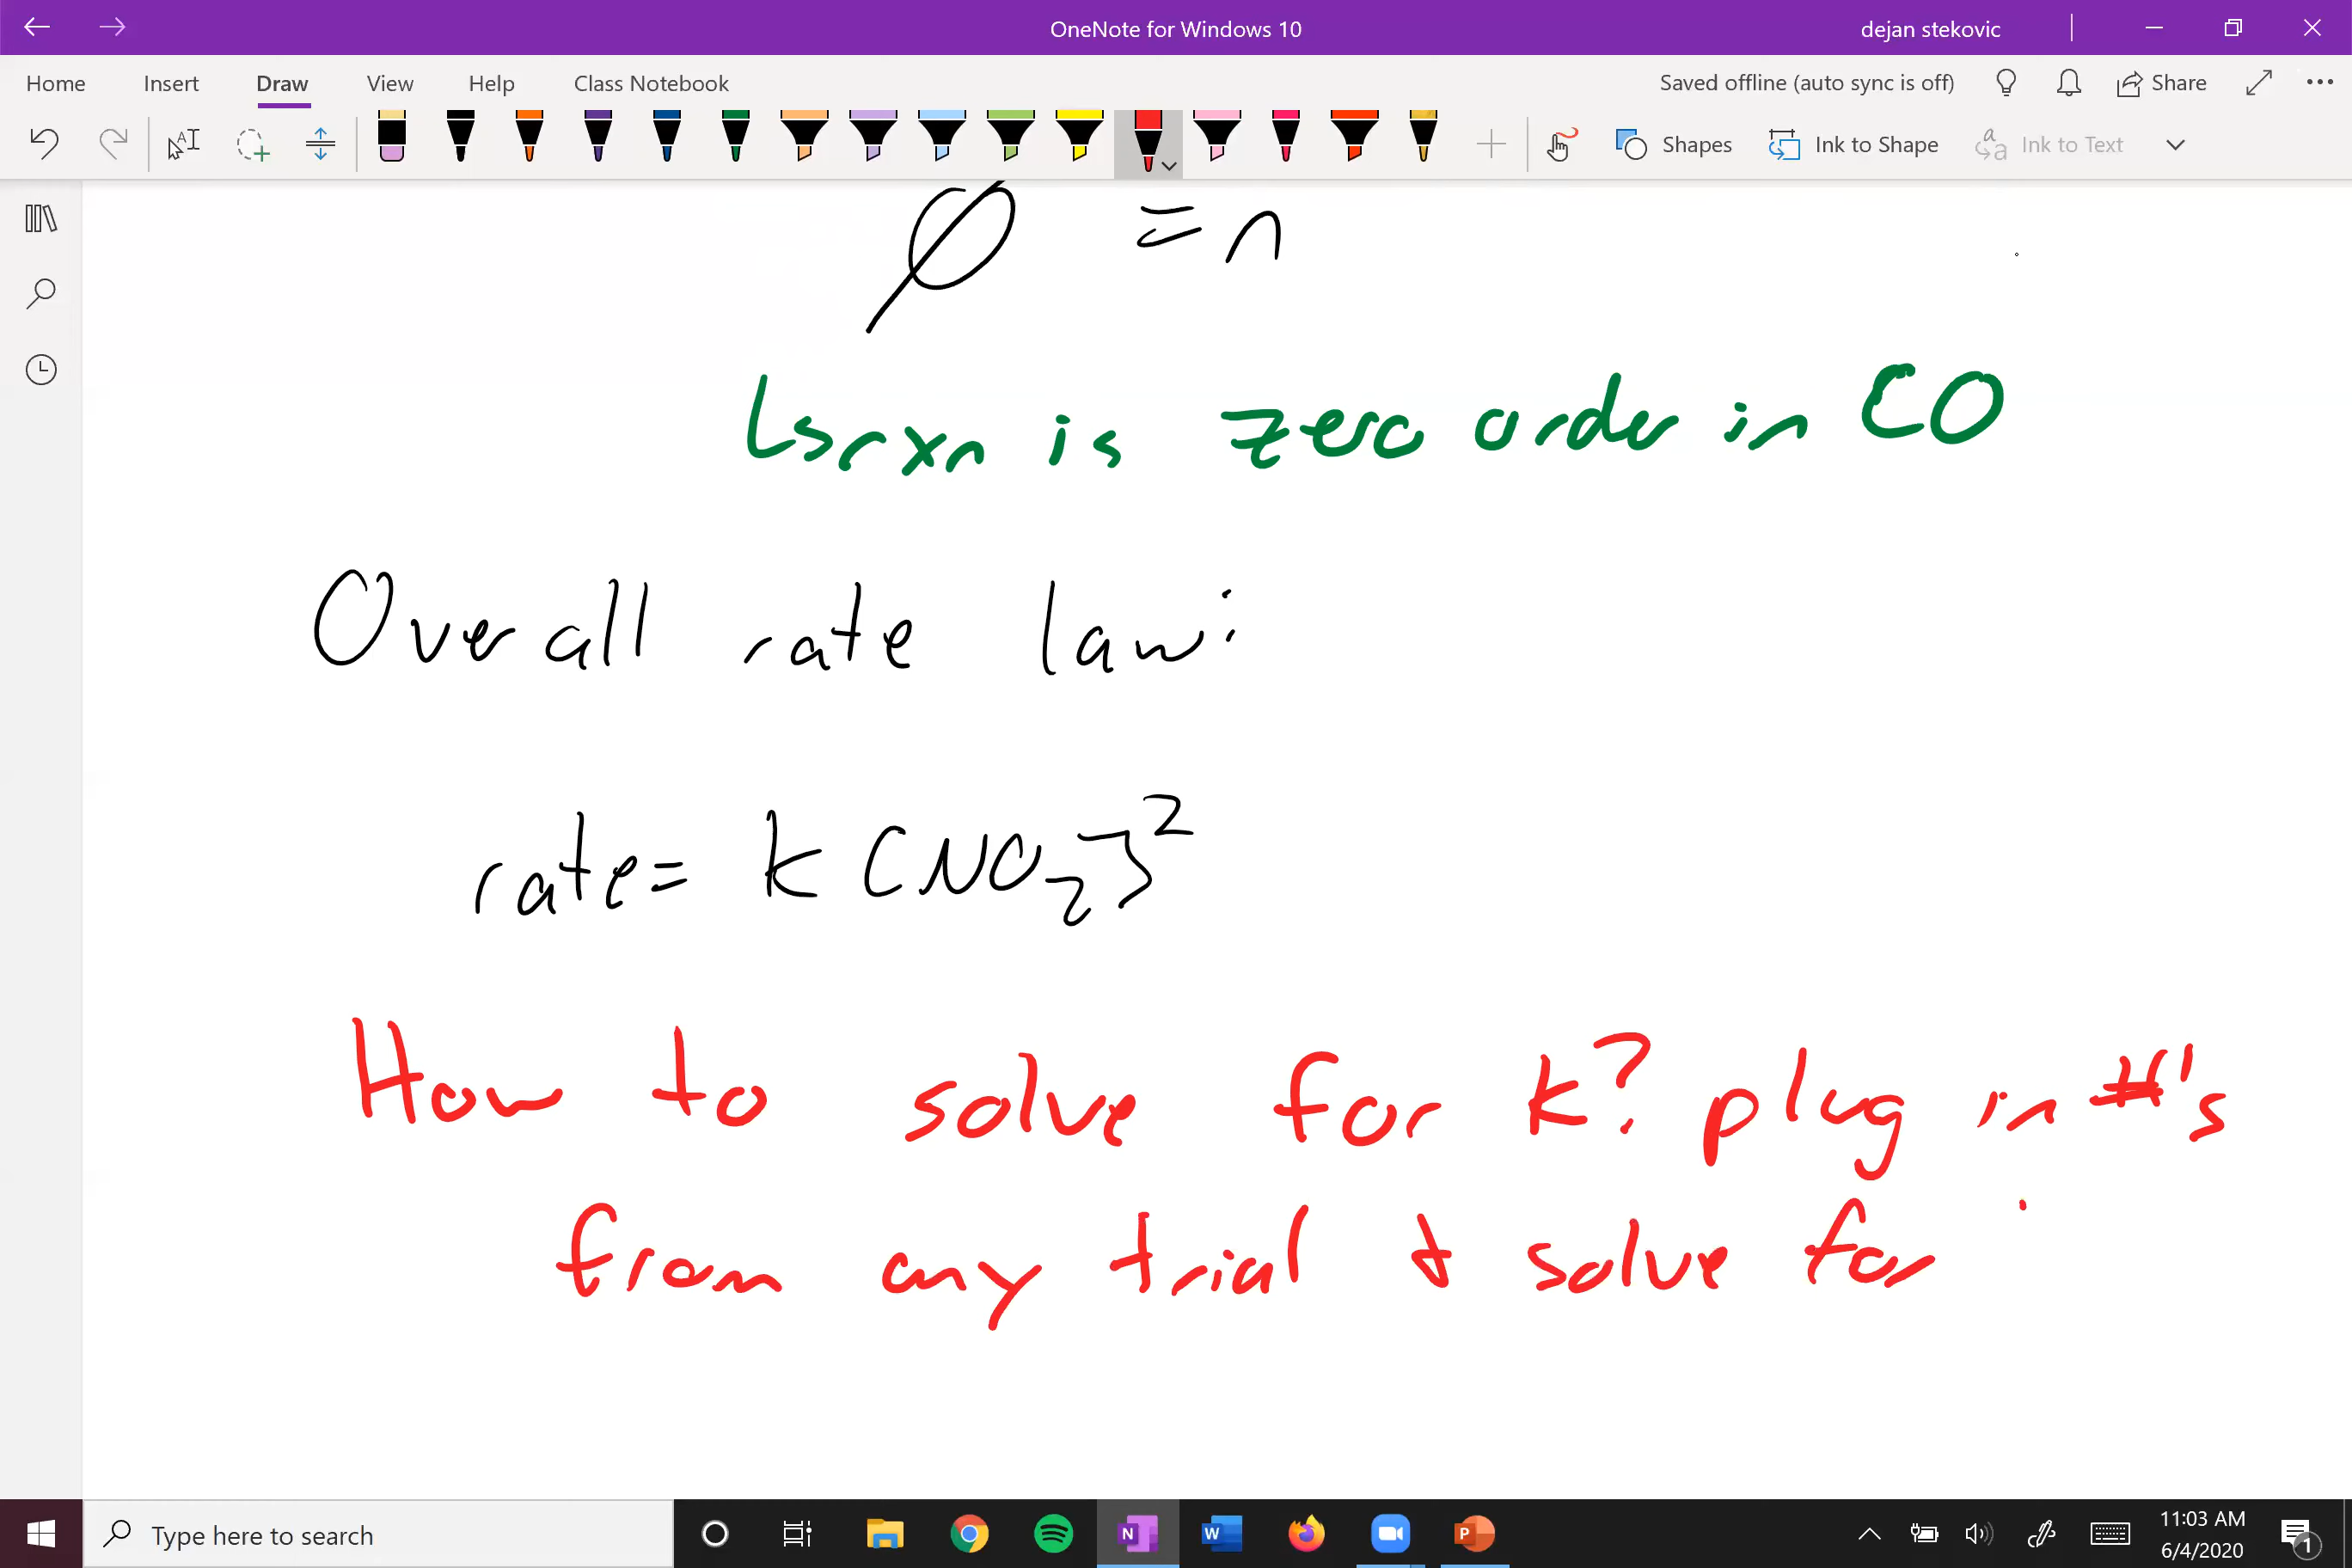 OneNote for Windows 10
dejan stekovic
Home Insert Draw View Help Class Notebook
Saved offline (auto sync is off) Share
Shapes Ink to Shape Ink to Text
∅ = n
↳ rxn is zero order in CO
Overall rate law:
rate = k [NO₂]²
How to solve for k? plug in #'s
from any trial & solve for
Type here to search
11:03 AM
6/4/2020
1